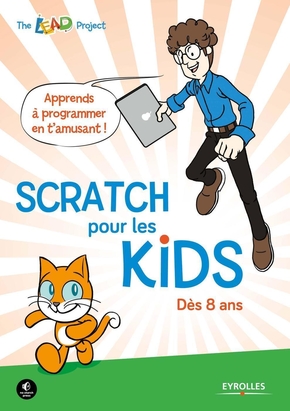 The LEAD Project
Apprends
à programmer
en t'amusant !
SCRATCH
pour les
KiDS
Dès 8 ans
EYROLLES